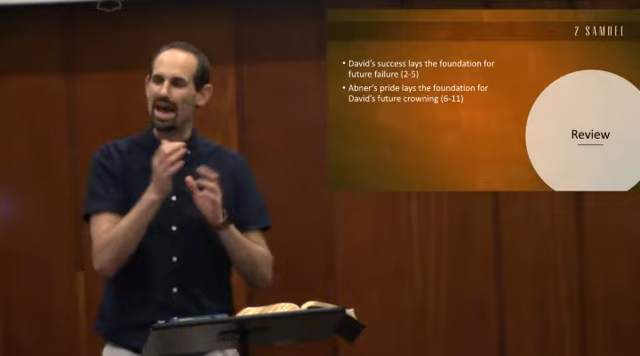 2 SAMUEL
• David's success lays the foundation for
future failure (2-5)
• Abner's pride lays the foundation for
David's future crowning (6-11)
Review